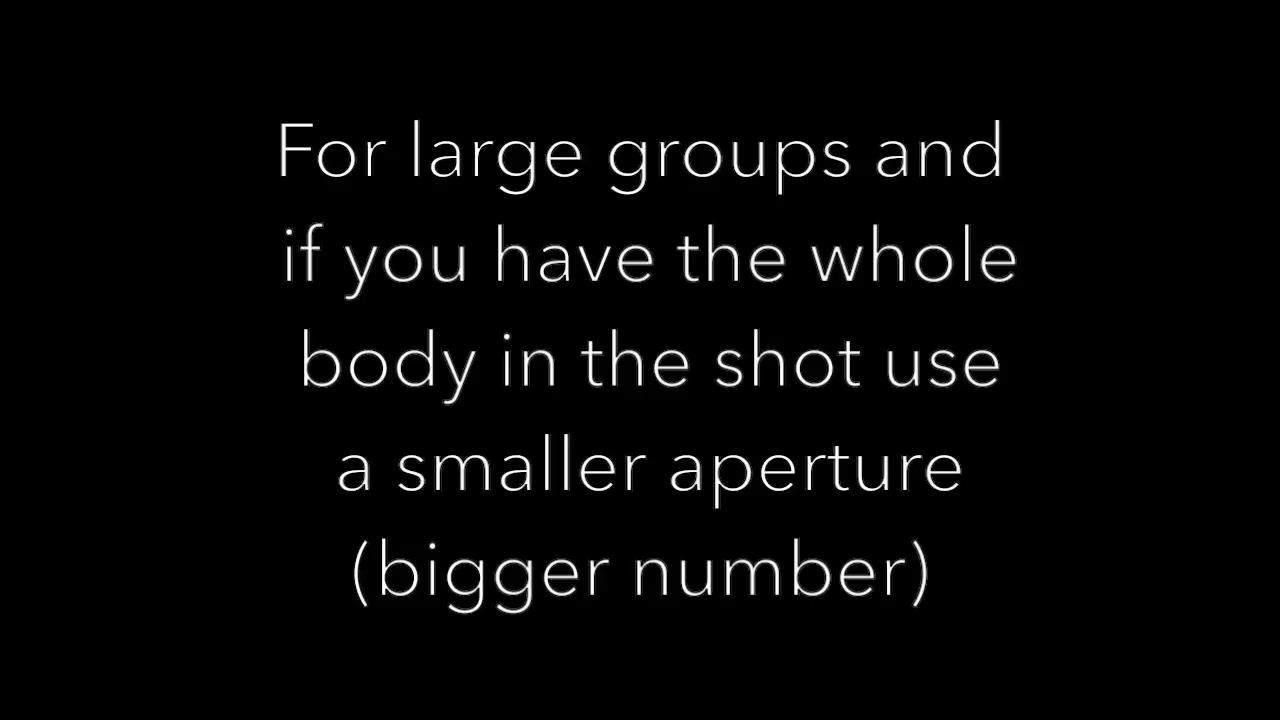 For large groups and
if you have the whole
body in the shot use
a smaller aperture
(bigger number)